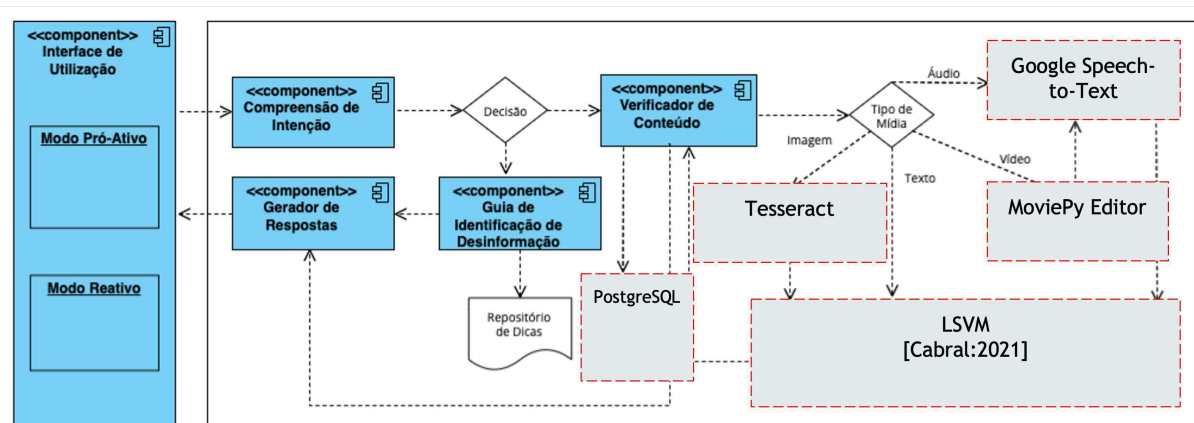 <<component>>
Interface de
Utilização
Modo Pró-Ativo
Modo Reativo
<<component>>
Compreensão de
Intenção
Decisão
<<component>>
Verificador de
Conteúdo
Tipo de
Mídia
Áudio
Imagem
Texto
Vídeo
Google Speech-
to-Text
<<component>>
Gerador de
Respostas
<<component>>
Guia de
Identificação de
Desinformação
Tesseract
MoviePy Editor
Repositório
de Dicas
PostgreSQL
LSVM
[Cabral:2021]